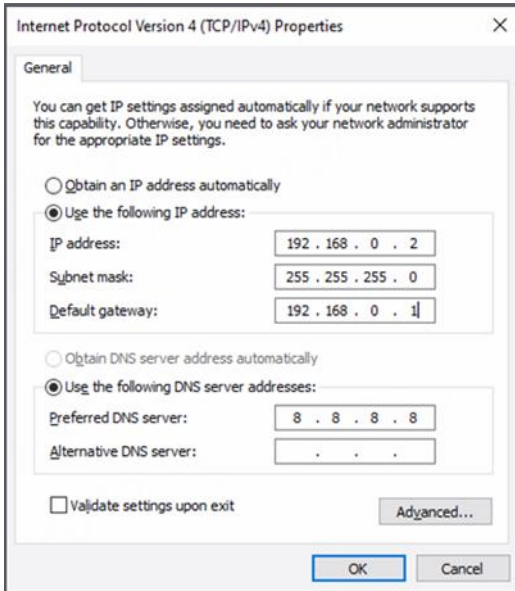 Internet Protocol Version 4 (TCP/IPv4) Properties
General
You can get IP settings assigned automatically if your network supports
this capability. Otherwise, you need to ask your network administrator
for the appropriate IP settings.
Obtain an IP address automatically
Use the following IP address:
IP address: 192 . 168 . 0 . 2
Subnet mask: 255 . 255 . 255 . 0
Default gateway: 192 . 168 . 0 . 1
Obtain DNS server address automatically
Use the following DNS server addresses:
Preferred DNS server: 8 . 8 . 8 . 8
Alternative DNS server: . . .
Validate settings upon exit
Advanced...
OK Cancel